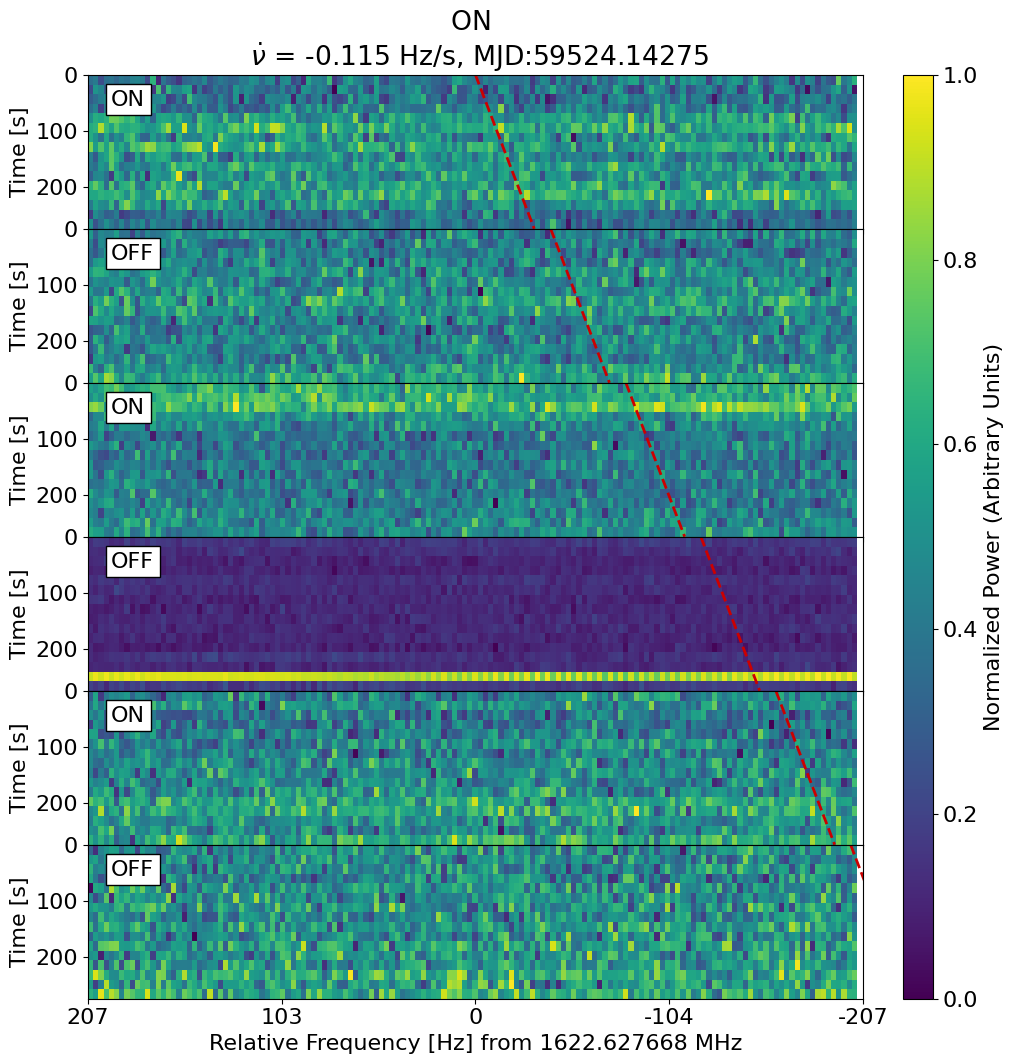 ON
ν̇ = -0.115 Hz/s, MJD:59524.14275
0
ON
100
200
Time [s]
0
OFF
100
200
Time [s]
0
ON
100
200
Time [s]
0
OFF
100
200
Time [s]
0
ON
100
200
Time [s]
0
OFF
100
200
Time [s]
207 103 0 -104 -207
Relative Frequency [Hz] from 1622.627668 MHz
1.0
0.8
0.6
0.4
0.2
0.0
Normalized Power (Arbitrary Units)